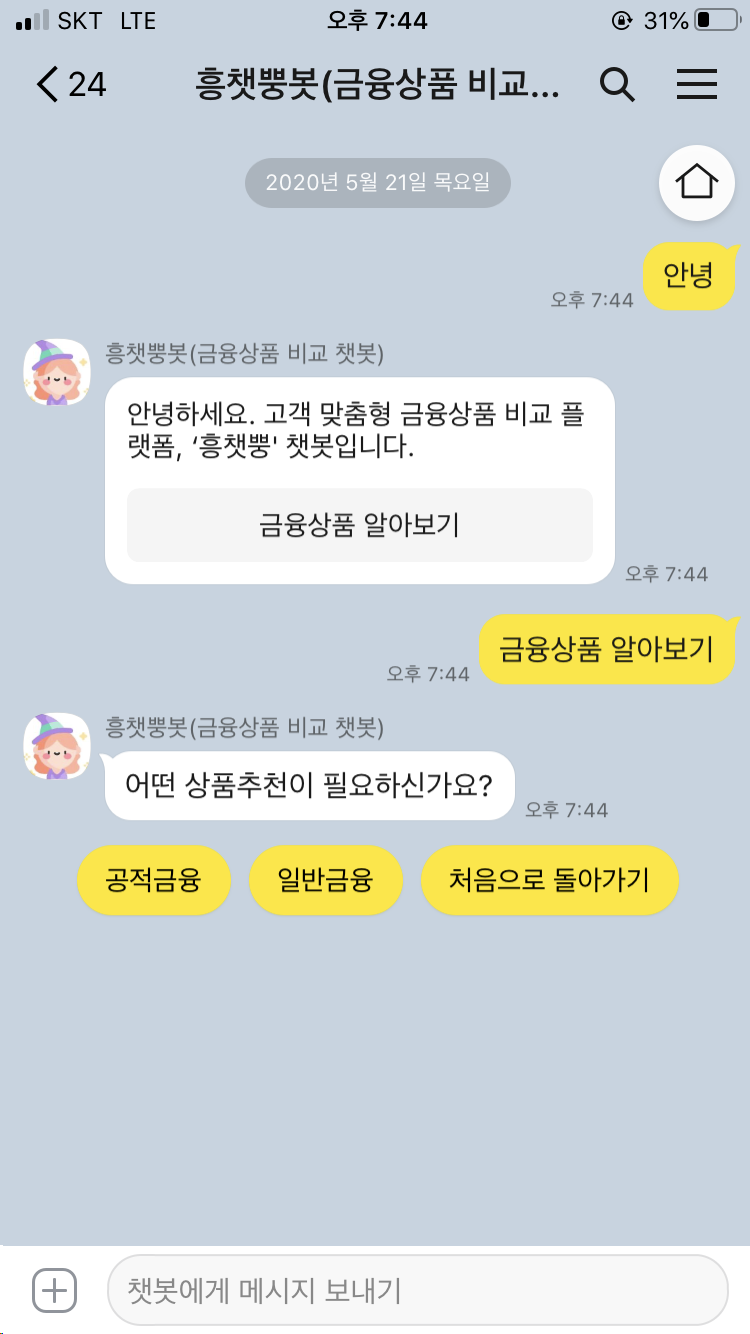 SKT LTE 오후 7:44 31%
24 흥챗뿡봇(금융상품 비교...
2020년 5월 21일 목요일
안녕
오후 7:44
흥챗뿡봇(금융상품 비교 챗봇)
안녕하세요. 고객 맞춤형 금융상품 비교 플
랫폼, ‘흥챗뿡' 챗봇입니다.
금융상품 알아보기
오후 7:44
금융상품 알아보기
오후 7:44
흥챗뿡봇(금융상품 비교 챗봇)
어떤 상품추천이 필요하신가요?
오후 7:44
공적금융 일반금융 처음으로 돌아가기
챗봇에게 메시지 보내기